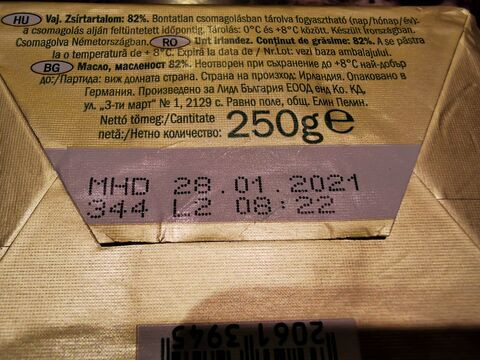 HU Vaj. Zsírtartalom: 82%. Bontatlan csomagolásban tárolva fogyasztható (nap/hónap/év):
a csomagolás alján feltüntetett időpontig. Tárolás: 0°C és +8°C között. Készült Írországban.
Csomagolva Németországban. RO Unt irlandez. Conținut de grăsime: 82%. A se păstra
la o temperatură de + 8°C. Expiră la data de / Nr.Lot: vezi baza ambalajului.
BG Масло, масленост 82%. Неотворен при съхранение до +8°C най-добър
до:/Партида: виж долната страна. Страна на произход: Ирландия. Опаковано в
Германия. Произведено за Лидл България ЕООД енд Ко. КД,
ул. „3-ти март" № 1, 2129 с. Равно поле, общ. Елин Пелин.
Nettó tömeg:/Cantitate
netă:/Нетно количество: 250g℮
MHD 28.01.2021
344 L2 08:22
2061 3945